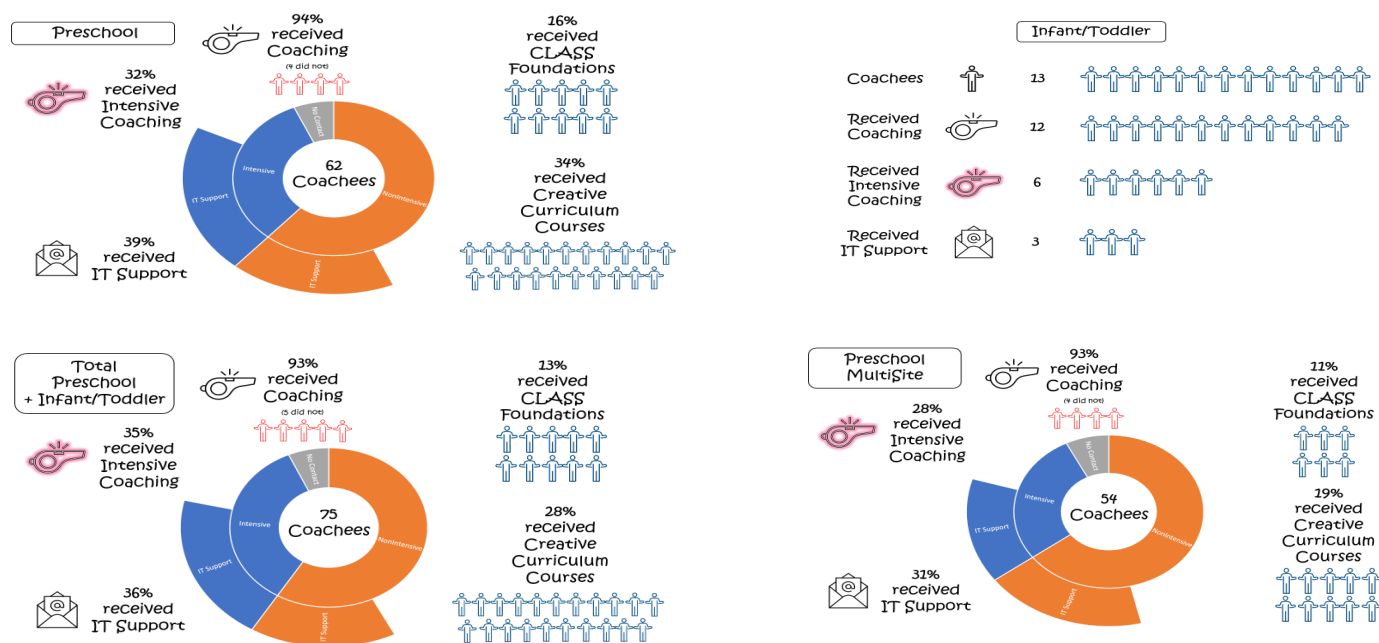 Preschool
94%
received
Coaching
(4 did not)
32%
received
Intensive
Coaching
16%
received
CLASS
Foundations
No Contact
Intensive
62
Coachees
NonIntensive
IT Support
IT Support
34%
received
Creative
Curriculum
Courses
39%
received
IT Support
Infant/Toddler
Coachees 13
Received
Coaching
12
Received
Intensive
Coaching
6
Received
IT Support
3
Total
Preschool
+ Infant/Toddler
93%
received
Coaching
(5 did not)
35%
received
Intensive
Coaching
13%
received
CLASS
Foundations
No Contact
Intensive
75
Coachees
NonIntensive
IT Support
IT Support
28%
received
Creative
Curriculum
Courses
36%
received
IT Support
Preschool
MultiSite
93%
received
Coaching
(4 did not)
28%
received
Intensive
Coaching
11%
received
CLASS
Foundations
No Contact
Intensive
54
Coachees
NonIntensive
IT Support
IT Support
19%
received
Creative
Curriculum
Courses
31%
received
IT Support